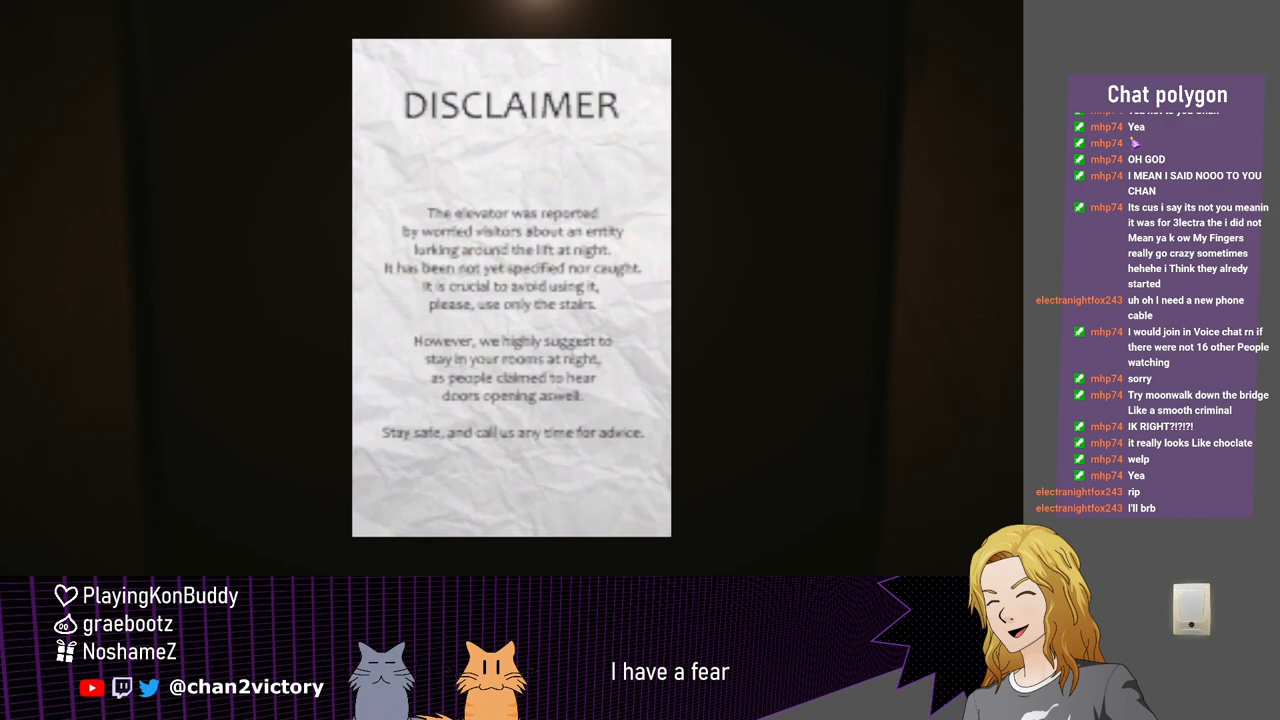 DISCLAIMER
The elevator was reported
by worried visitors about an entity
lurking around the lift at night.
It has been not yet specified nor caught.
It is crucial to avoid using it,
please, use only the stairs.
However, we highly suggest to
stay in your rooms at night,
as people claimed to hear
doors opening aswell.
Stay safe, and call us any time for advice.
Chat polygon
mhp74 Yea
mhp74
mhp74 OH GOD
mhp74 I MEAN I SAID NOOO TO YOU
CHAN
mhp74 Its cus i say its not you meanin
it was for 3lectra the i did not
Mean ya k ow My Fingers
really go crazy sometimes
hehehe i Think they alredy
started
electranightfox243 uh oh I need a new phone
cable
mhp74 I would join in Voice chat rn if
there were not 16 other People
watching
mhp74 sorry
mhp74 Try moonwalk down the bridge
Like a smooth criminal
mhp74 IK RIGHT?!?!?!
mhp74 it really looks Like choclate
mhp74 welp
mhp74 Yea
electranightfox243 rip
electranightfox243 I'll brb
PlayingKonBuddy
graebootz
NoshameZ
@chan2victory
I have a fear